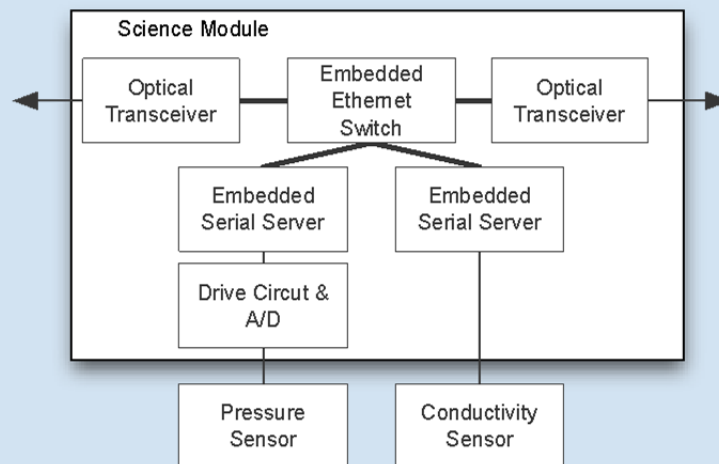 Science Module
Optical
Transceiver
Embedded
Ethernet
Switch
Optical
Transceiver
Embedded
Serial Server
Embedded
Serial Server
Drive Circut &
A/D
Pressure
Sensor
Conductivity
Sensor